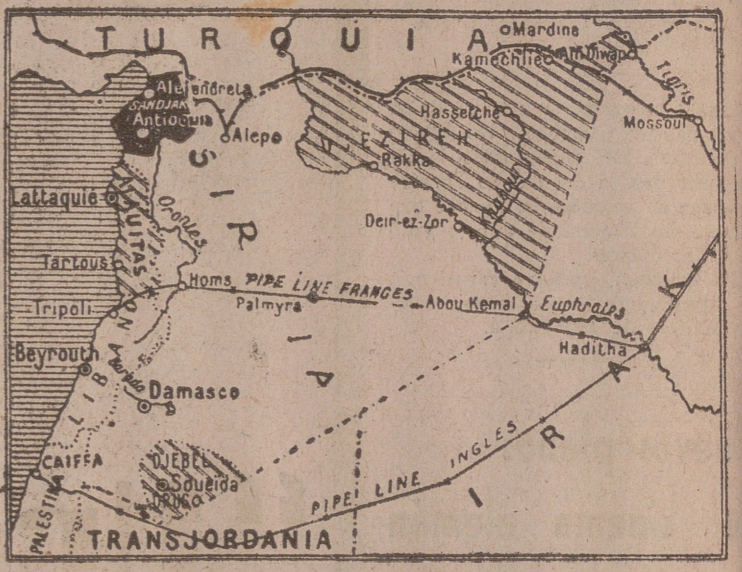 TURQUIA
Mardine
Kamechlie
Tigris
Alejandreta
SANDJAK
Antioquia
Alepo
Hassetche
Mossoul
DJEZIREH
Rakka
SIRIA
Lattaquié
Orontes
Khabour
Deir-ez-Zor
Tartous
Homs
PIPE LINE FRANCES
Abou Kemal
Euphrates
Palmyra
Tripoli
Haditha
Beyrouth
LIBANO
Damasco
IRAK
CAIFFA
DJEBEL
Soueida
DRUSO
PIPE LINE INGLES
PALESTINA
TRANSJORDANIA